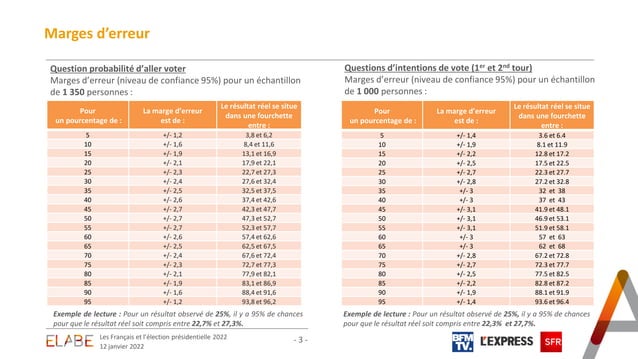 Marges d'erreur
Question probabilité d'aller voter
Marges d'erreur (niveau de confiance 95%) pour un échantillon
de 1 350 personnes :
Pour
un pourcentage de :
La marge d'erreur
est de :
Le résultat réel se situe
dans une fourchette
entre :
5 +/- 1,2 3,8 et 6,2
10 +/- 1,6 8,4 et 11,6
15 +/- 1,9 13,1 et 16,9
20 +/- 2,1 17,9 et 22,1
25 +/- 2,3 22,7 et 27,3
30 +/- 2,4 27,6 et 32,4
35 +/- 2,5 32,5 et 37,5
40 +/- 2,6 37,4 et 42,6
45 +/- 2,7 42,3 et 47,7
50 +/- 2,7 47,3 et 52,7
55 +/- 2,7 52,3 et 57,7
60 +/- 2,6 57,4 et 62,6
65 +/- 2,5 62,5 et 67,5
70 +/- 2,4 67,6 et 72,4
75 +/- 2,3 72,7 et 77,3
80 +/- 2,1 77,9 et 82,1
85 +/- 1,9 83,1 et 86,9
90 +/- 1,6 88,4 et 91,6
95 +/- 1,2 93,8 et 96,2
Exemple de lecture : Pour un résultat observé de 25%, il y a 95% de chances
pour que le résultat réel soit compris entre 22,7% et 27,3%.
Questions d'intentions de vote (1er et 2nd tour)
Marges d'erreur (niveau de confiance 95%) pour un échantillon
de 1 000 personnes :
Pour
un pourcentage de :
La marge d'erreur
est de :
Le résultat réel se situe
dans une fourchette
entre :
5 +/- 1,4 3.6 et 6.4
10 +/- 1,9 8.1 et 11.9
15 +/- 2,2 12.8 et 17.2
20 +/- 2,5 17.5 et 22.5
25 +/- 2,7 22.3 et 27.7
30 +/- 2,8 27.2 et 32.8
35 +/- 3 32 et 38
40 +/- 3 37 et 43
45 +/- 3,1 41.9 et 48.1
50 +/- 3,1 46.9 et 53.1
55 +/- 3,1 51.9 et 58.1
60 +/- 3 57 et 63
65 +/- 3 62 et 68
70 +/- 2,8 67.2 et 72.8
75 +/- 2,7 72.3 et 77.7
80 +/- 2,5 77.5 et 82.5
85 +/- 2,2 82.8 et 87.2
90 +/- 1,9 88.1 et 91.9
95 +/- 1,4 93.6 et 96.4
Exemple de lecture : Pour un résultat observé de 25%, il y a 95% de chances
pour que le résultat réel soit compris entre 22,3% et 27,7%.
ELABE
Les Français et l'élection présidentielle 2022
12 janvier 2022
- 3 -
BFM
TV.
L'EXPRESS
SFR